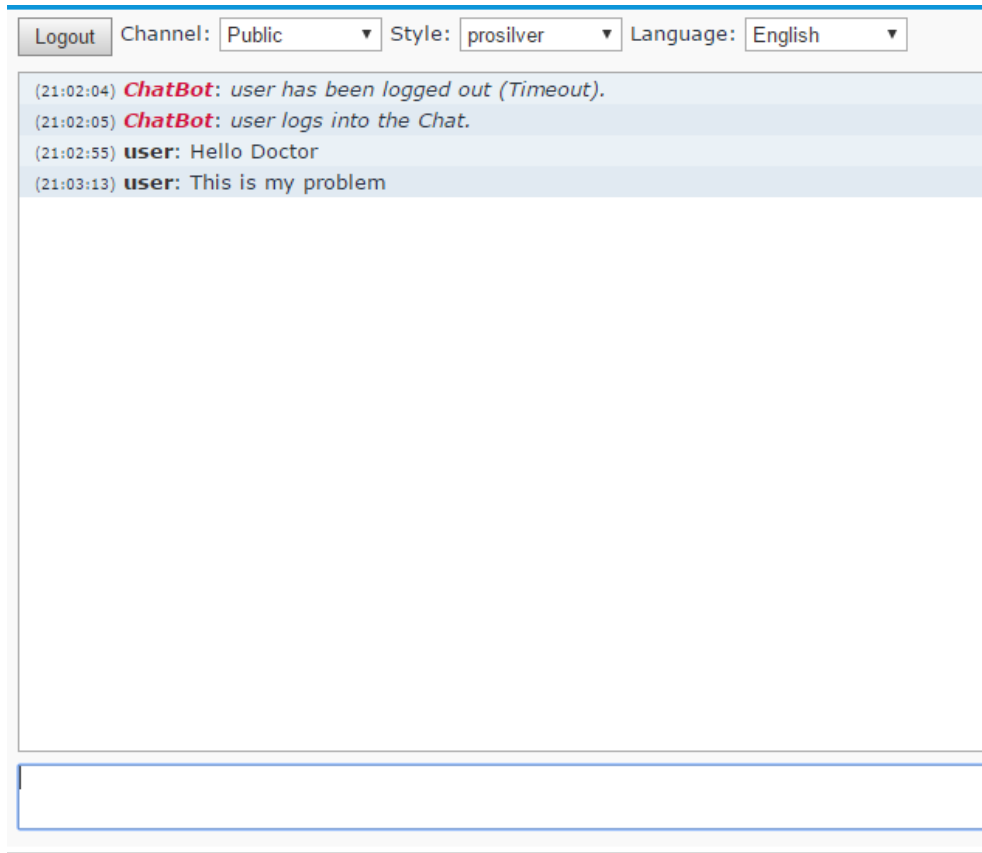 Logout Channel: Public Style: prosilver Language: English
(21:02:04) ChatBot: user has been logged out (Timeout).
(21:02:05) ChatBot: user logs into the Chat.
(21:02:55) user: Hello Doctor
(21:03:13) user: This is my problem